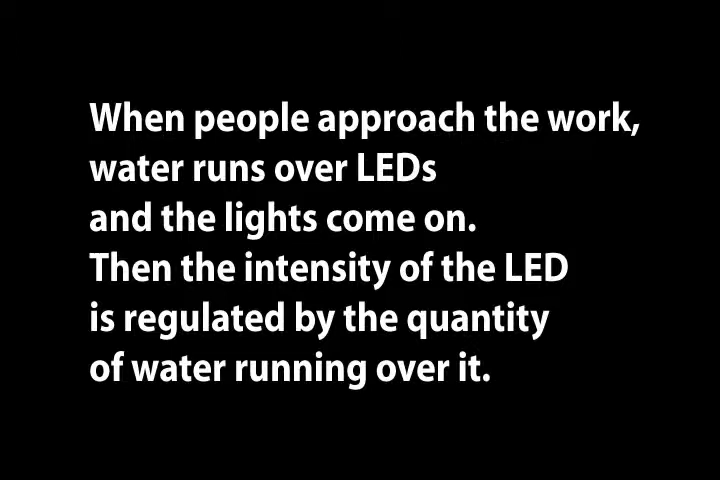 When people approach the work,
water runs over LEDs
and the lights come on.
Then the intensity of the LED
is regulated by the quantity
of water running over it.